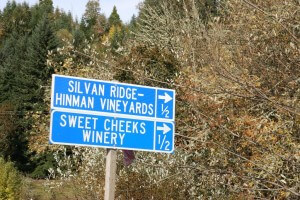 SILVAN RIDGE-
HINMAN VINEYARDS → 1/2
SWEET CHEEKS
WINERY → 1/2